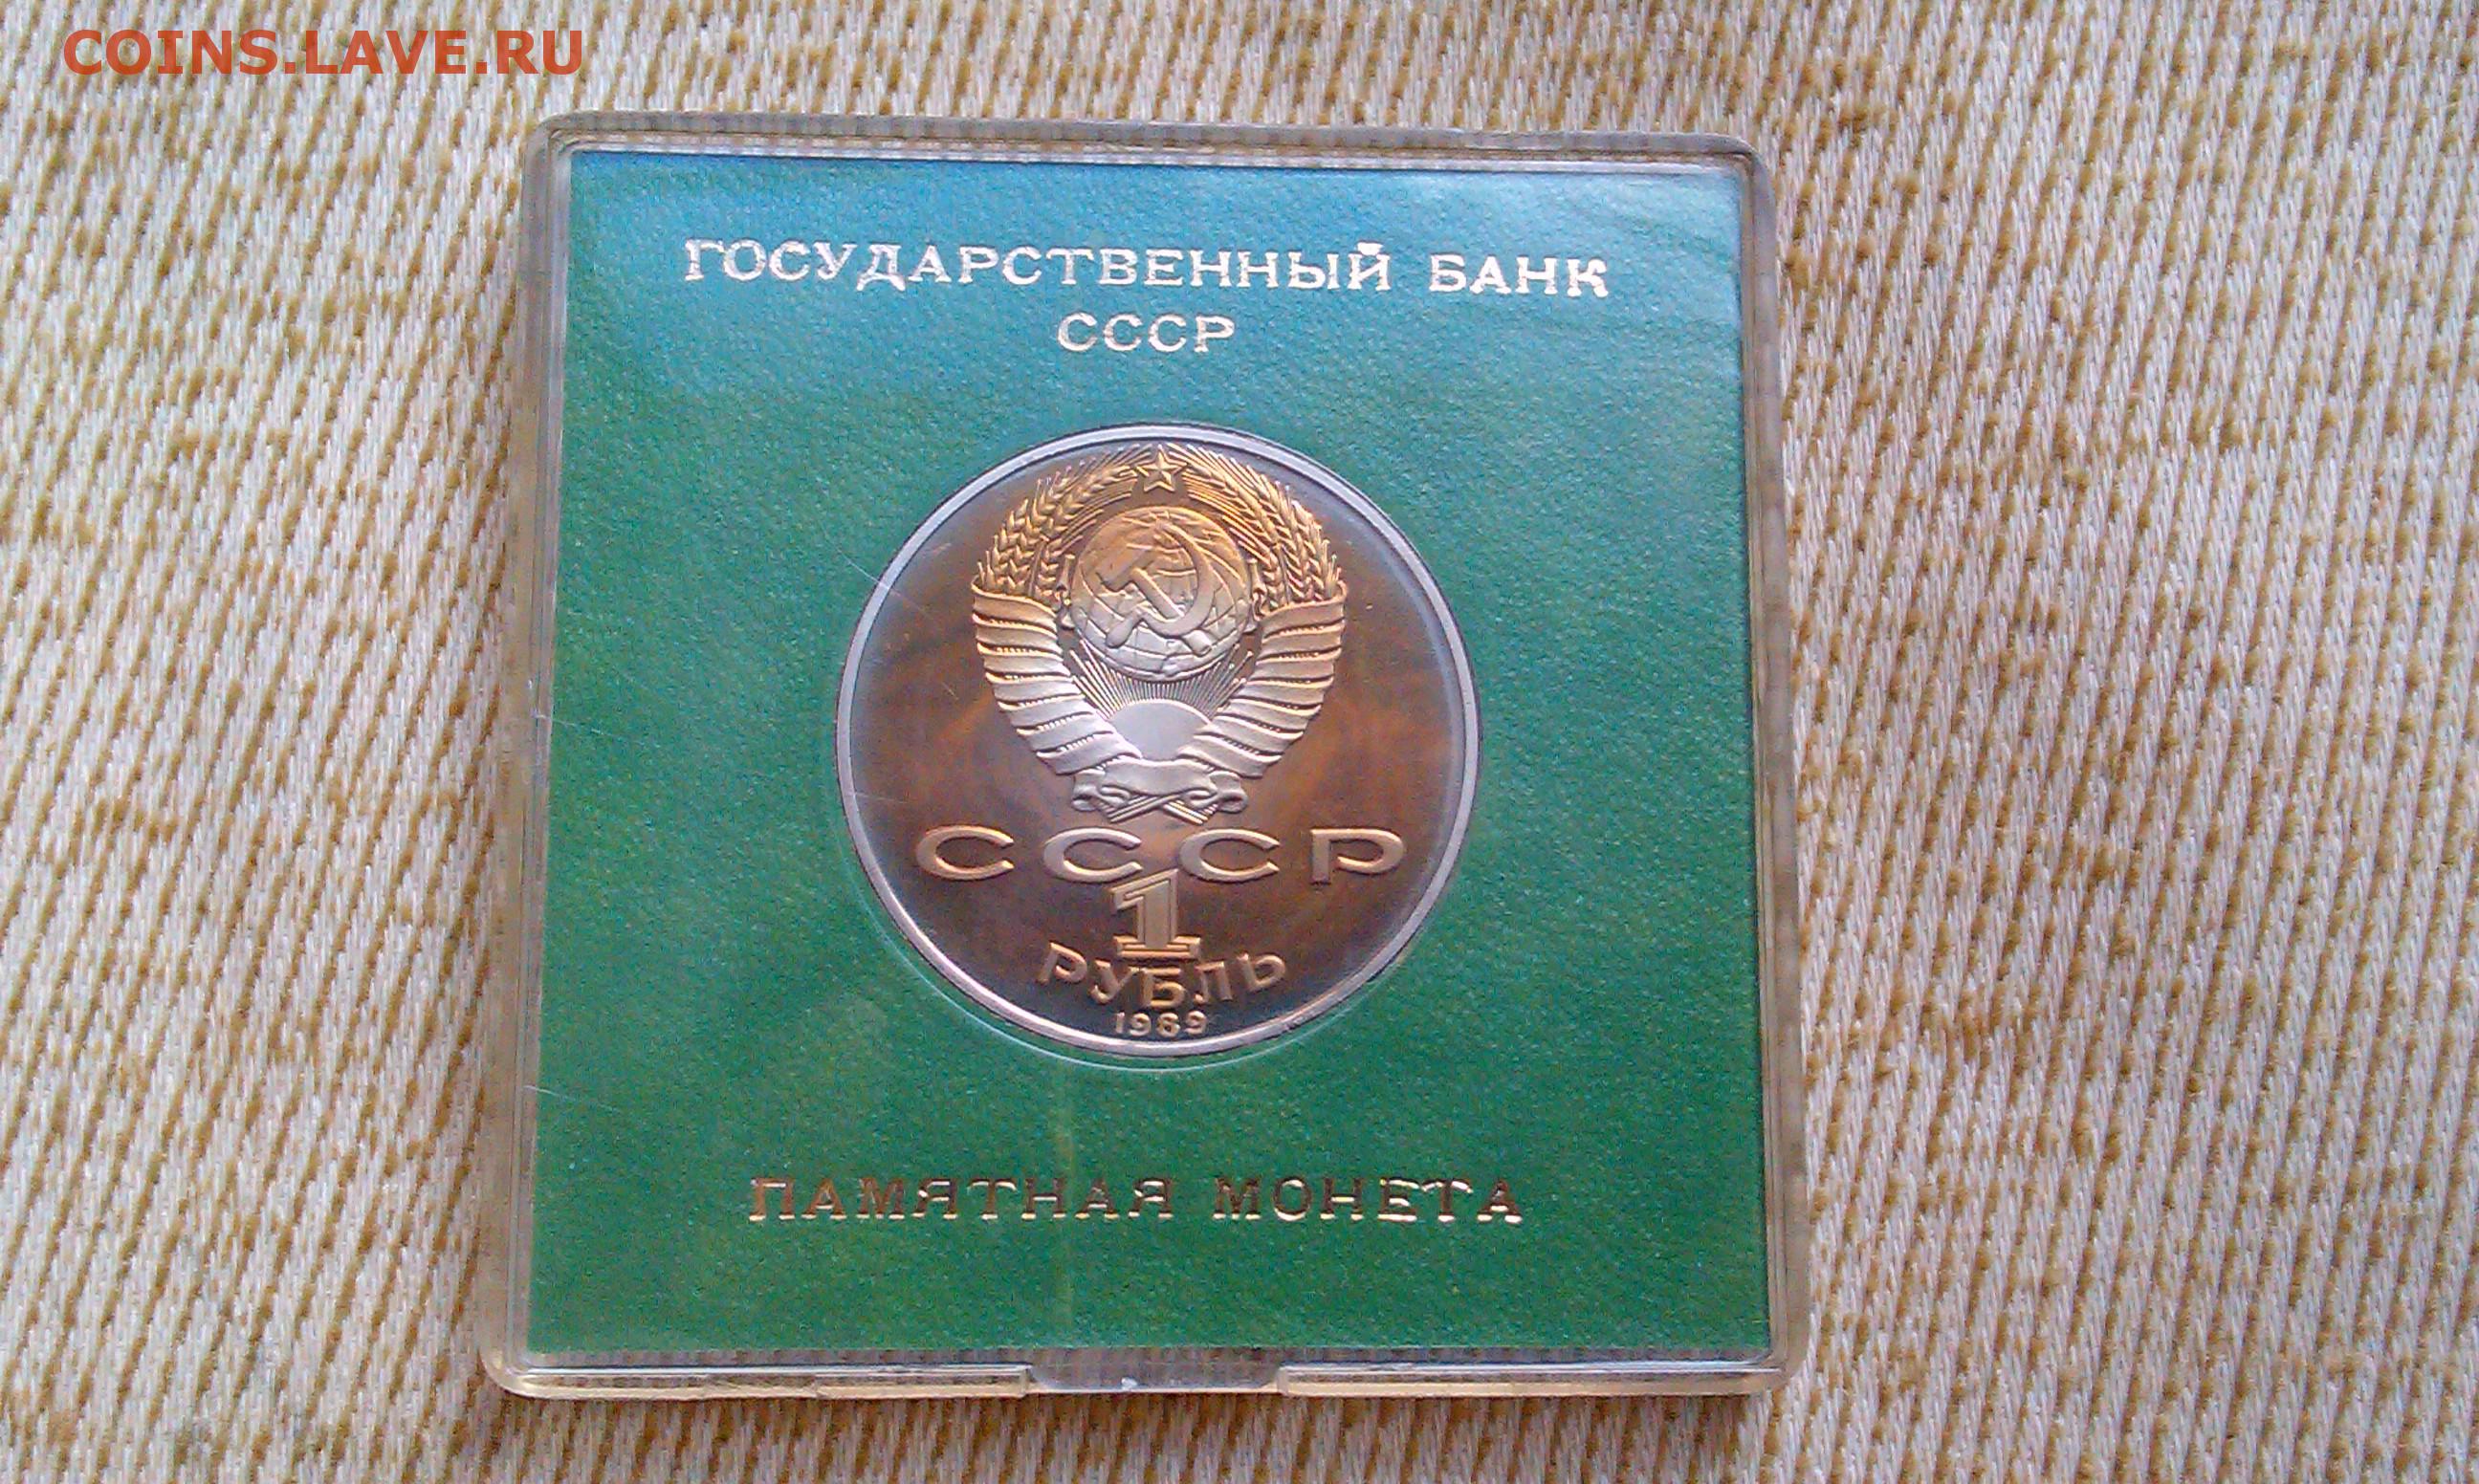 COINS.LAVE.RU
ГОСУДАРСТВЕННЫЙ БАНК
СССР
СССР
1
РУБЛЬ
1989
ПАМЯТНАЯ МОНЕТА